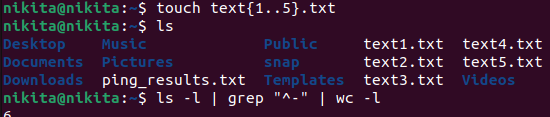 nikita@nikita:~$ touch text{1..5}.txt
nikita@nikita:~$ ls
Desktop Music Public text1.txt text4.txt
Documents Pictures snap text2.txt text5.txt
Downloads ping_results.txt Templates text3.txt Videos
nikita@nikita:~$ ls -l | grep "^-" | wc -l
6